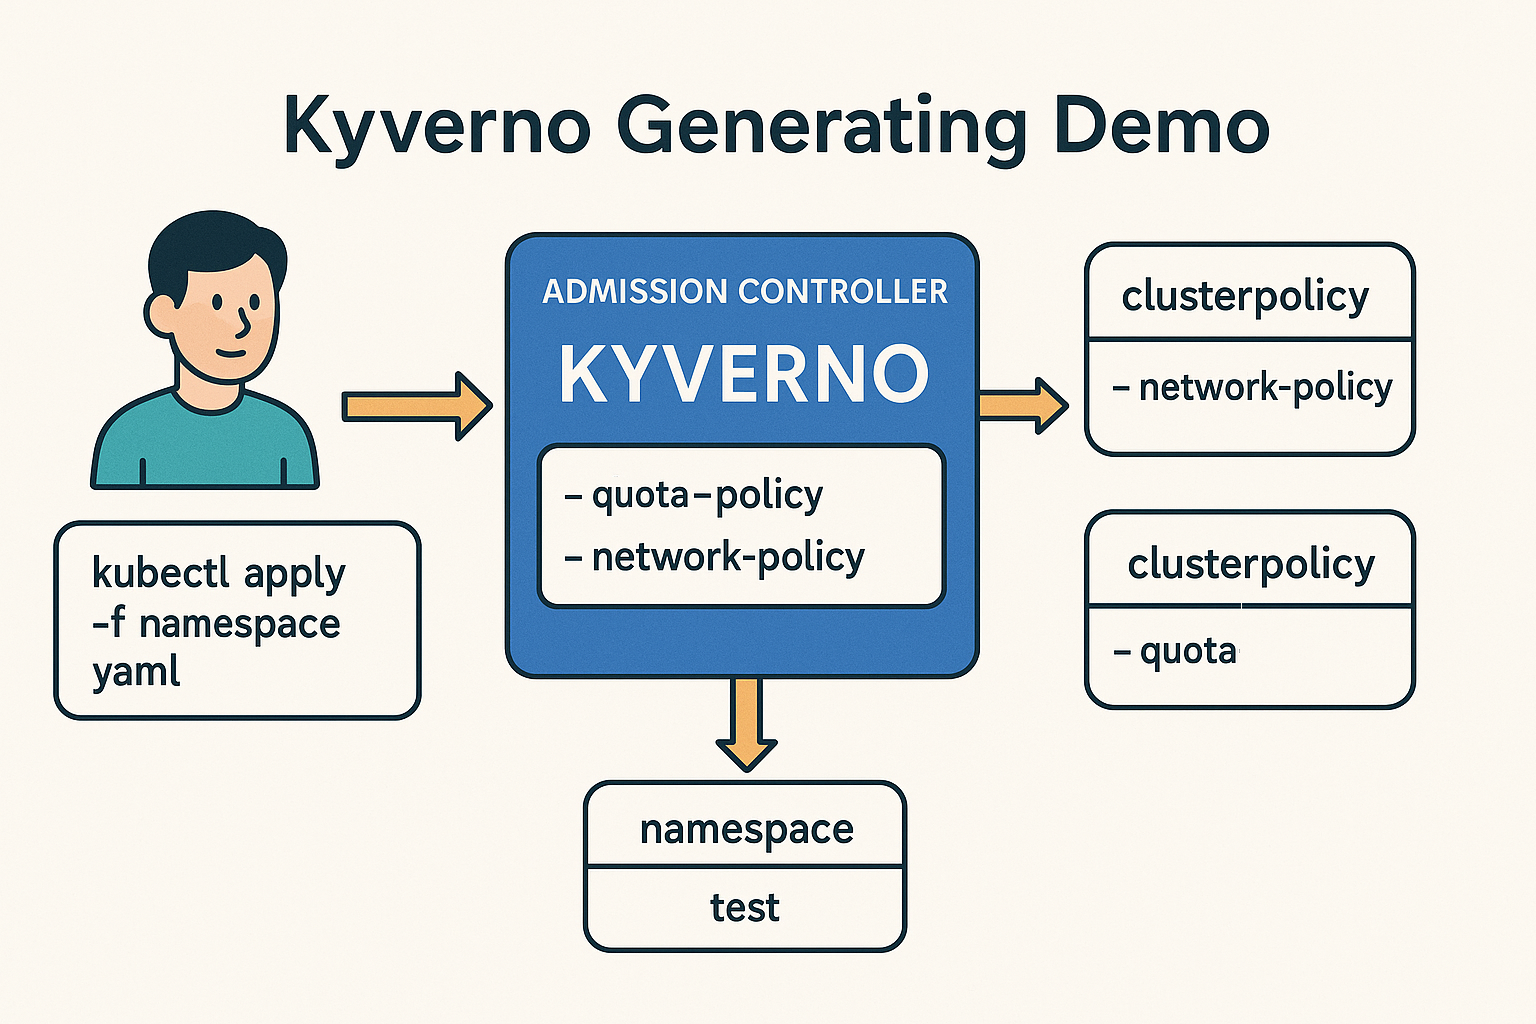 Kyverno Generating Demo
kubectl apply
-f namespace
yaml
ADMISSION CONTROLLER
KYVERNO
- quota-policy
- network-policy
clusterpolicy
- network-policy
clusterpolicy
- quota
namespace
test